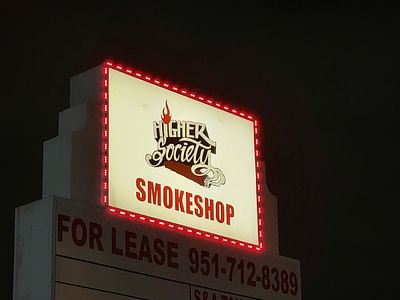 HIGHER
Society
SMOKESHOP
FOR LEASE 951-712-8389